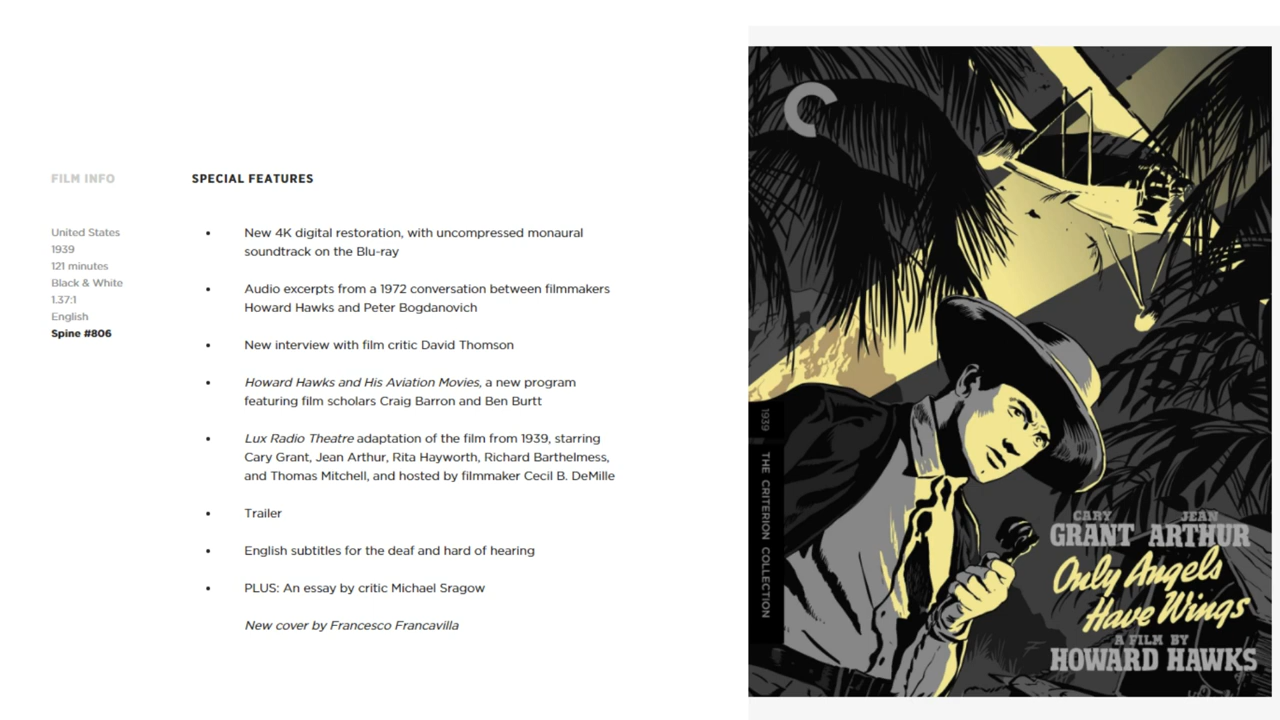 FILM INFO
United States
1939
121 minutes
Black & White
1.37:1
English
Spine #806
SPECIAL FEATURES
• New 4K digital restoration, with uncompressed monaural
soundtrack on the Blu-ray
• Audio excerpts from a 1972 conversation between filmmakers
Howard Hawks and Peter Bogdanovich
• New interview with film critic David Thomson
• Howard Hawks and His Aviation Movies, a new program
featuring film scholars Craig Barron and Ben Burtt
• Lux Radio Theatre adaptation of the film from 1939, starring
Cary Grant, Jean Arthur, Rita Hayworth, Richard Barthelmess,
and Thomas Mitchell, and hosted by filmmaker Cecil B. DeMille
• Trailer
• English subtitles for the deaf and hard of hearing
• PLUS: An essay by critic Michael Sragow
New cover by Francesco Francavilla
1939
THE CRITERION COLLECTION
CARY JEAN
GRANT ARTHUR
Only Angels
Have Wings
A FILM BY
HOWARD HAWKS